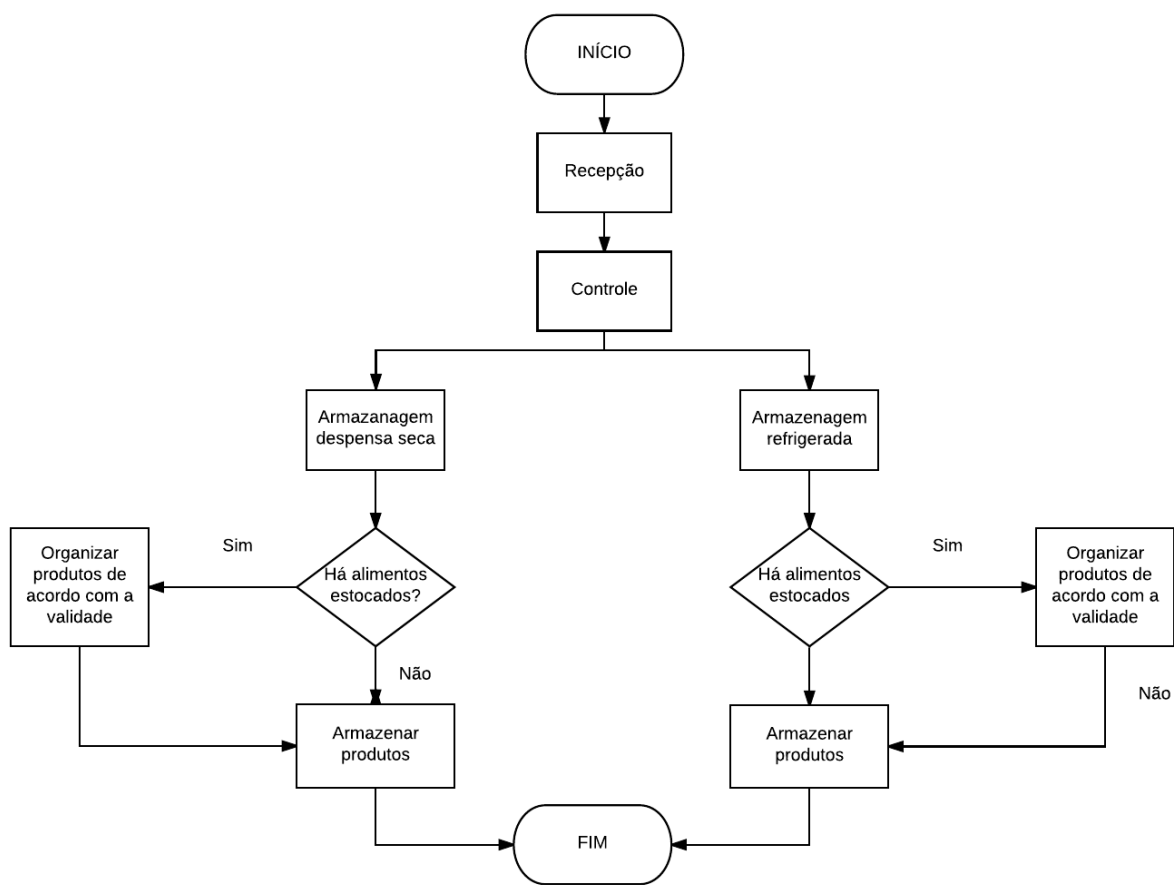 INÍCIO
Recepção
Controle
Armazanagem
despensa seca
Armazenagem
refrigerada
Organizar
produtos de
acordo com a
validade
Sim
Há alimentos
estocados?
Há alimentos
estocados
Sim
Organizar
produtos de
acordo com a
validade
Não
Não
Armazenar
produtos
Armazenar
produtos
FIM